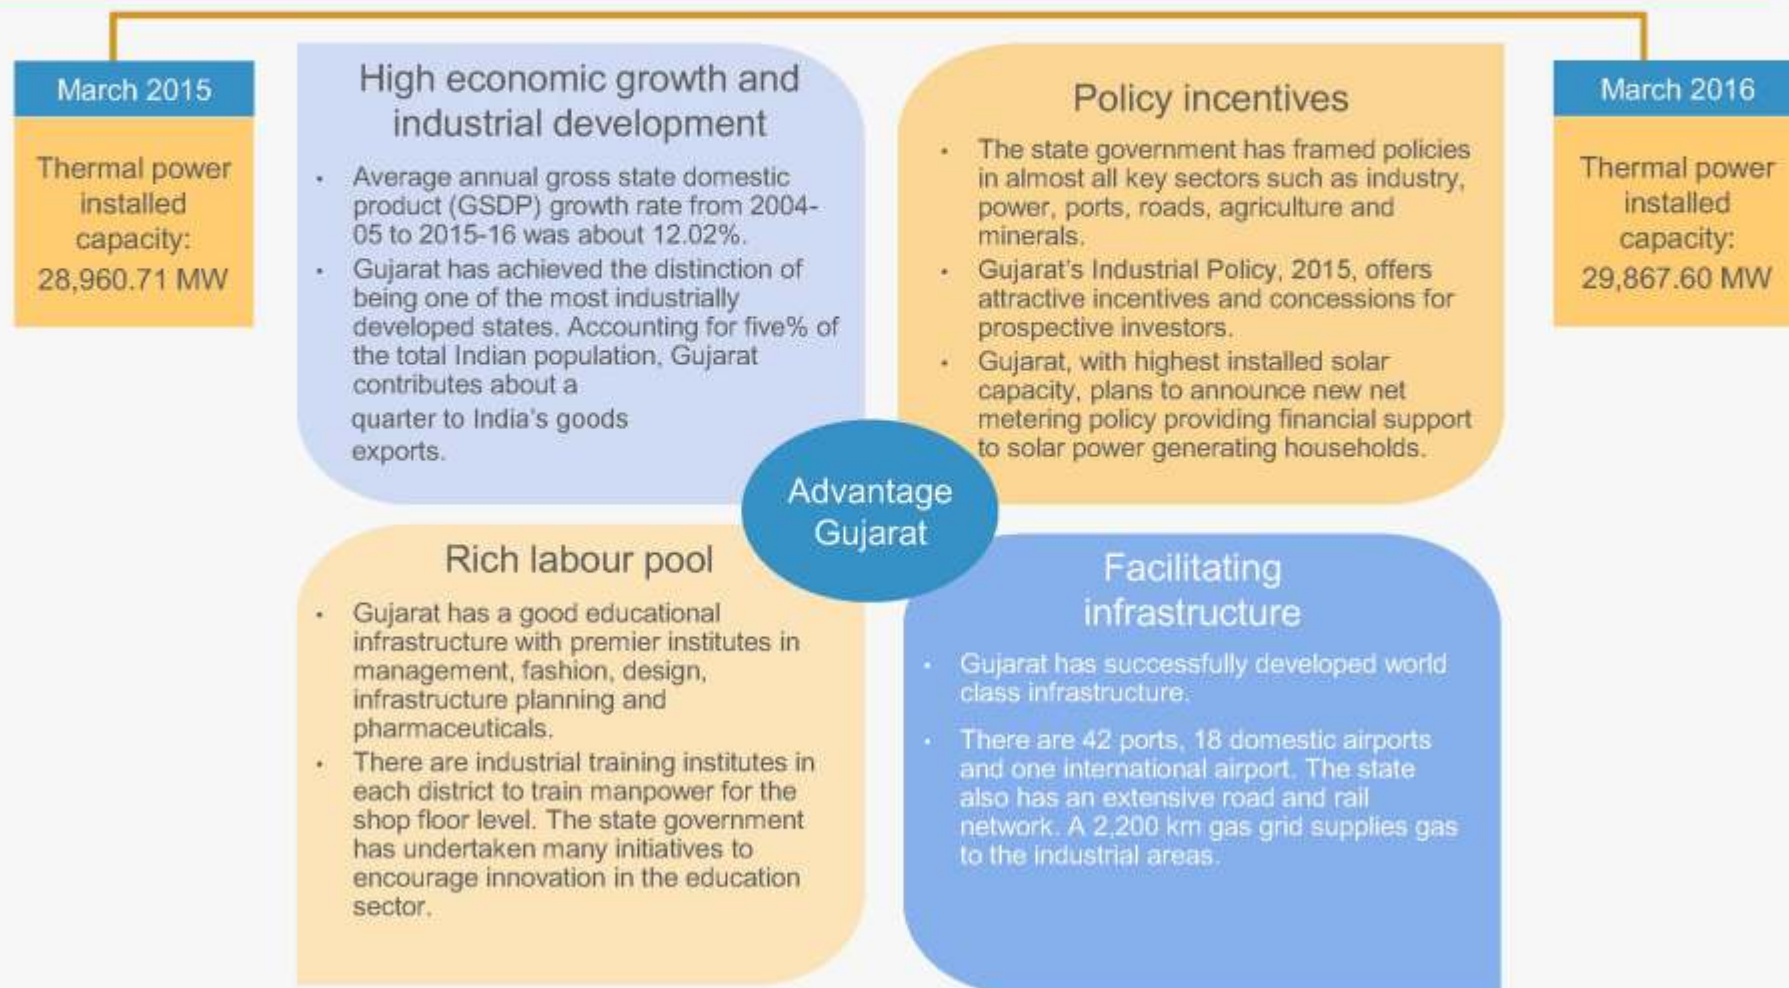 March 2015
Thermal power
installed
capacity:
28,960.71 MW
High economic growth and
industrial development
• Average annual gross state domestic
product (GSDP) growth rate from 2004-
05 to 2015-16 was about 12.02%.
• Gujarat has achieved the distinction of
being one of the most industrially
developed states. Accounting for five% of
the total Indian population, Gujarat
contributes about a
quarter to India's goods
exports.
Policy incentives
• The state government has framed policies
in almost all key sectors such as industry,
power, ports, roads, agriculture and
minerals.
• Gujarat's Industrial Policy, 2015, offers
attractive incentives and concessions for
prospective investors.
• Gujarat, with highest installed solar
capacity, plans to announce new net
metering policy providing financial support
to solar power generating households.
March 2016
Thermal power
installed
capacity:
29,867.60 MW
Advantage
Gujarat
Rich labour pool
• Gujarat has a good educational
infrastructure with premier institutes in
management, fashion, design,
infrastructure planning and
pharmaceuticals.
• There are industrial training institutes in
each district to train manpower for the
shop floor level. The state government
has undertaken many initiatives to
encourage innovation in the education
sector.
Facilitating
infrastructure
• Gujarat has successfully developed world
class infrastructure.
• There are 42 ports, 18 domestic airports
and one international airport. The state
also has an extensive road and rail
network. A 2,200 km gas grid supplies gas
to the industrial areas.